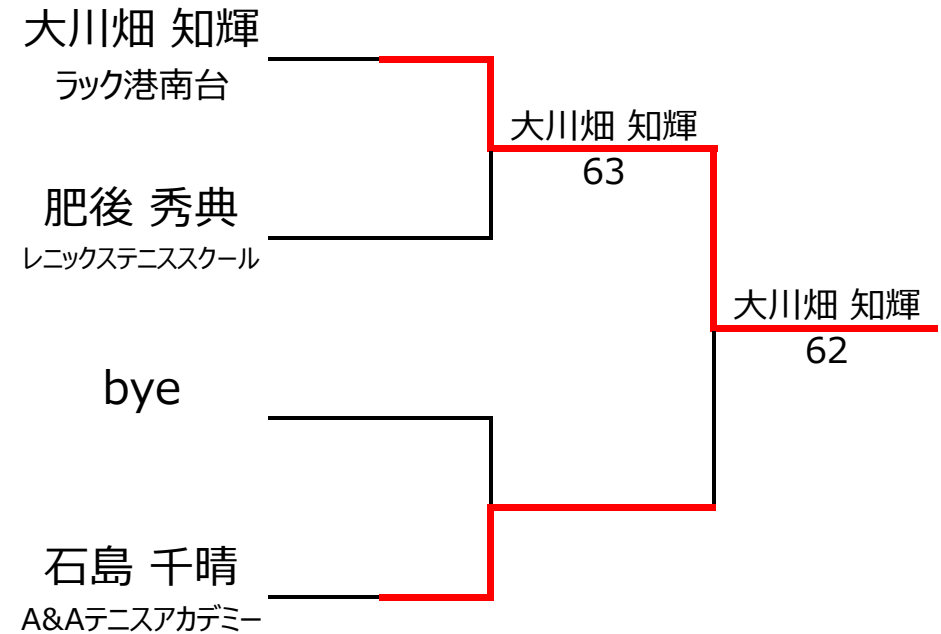 大川畑 知輝
ラック港南台
大川畑 知輝
63
肥後 秀典
レニックステニススクール
大川畑 知輝
62
bye
石島 千晴
A&Aテニスアカデミー